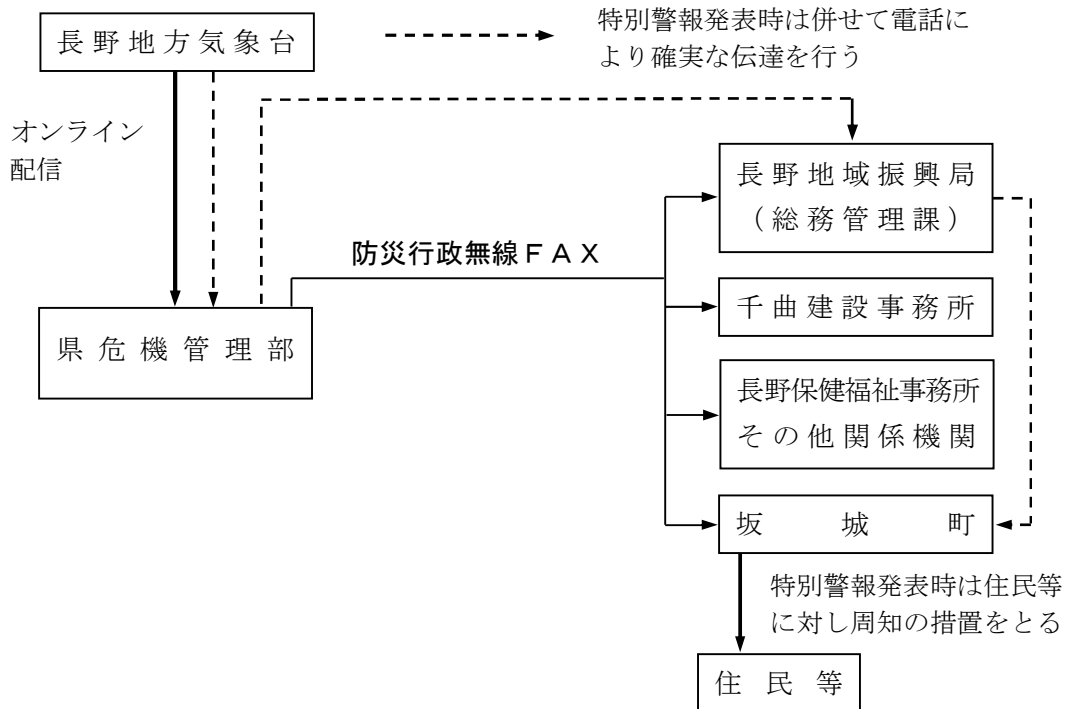 長野地方気象台
特別警報発表時は併せて電話に
より確実な伝達を行う
オンライン
配信
長野地域振興局
（総務管理課）
防災行政無線ＦＡＸ
千曲建設事務所
県危機管理部
長野保健福祉事務所
その他関係機関
坂城町
特別警報発表時は住民等
に対し周知の措置をとる
住民等